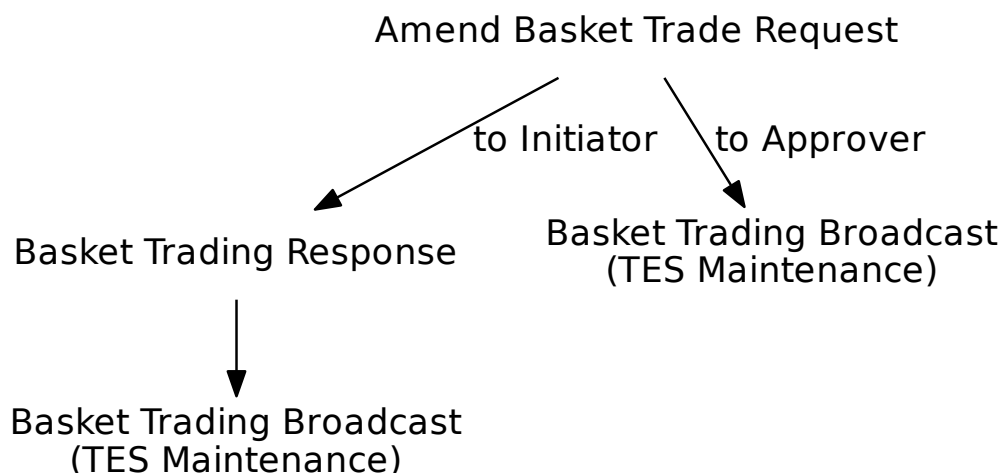 Amend Basket Trade Request
to Initiator
to Approver
Basket Trading Response
Basket Trading Broadcast
(TES Maintenance)
Basket Trading Broadcast
(TES Maintenance)